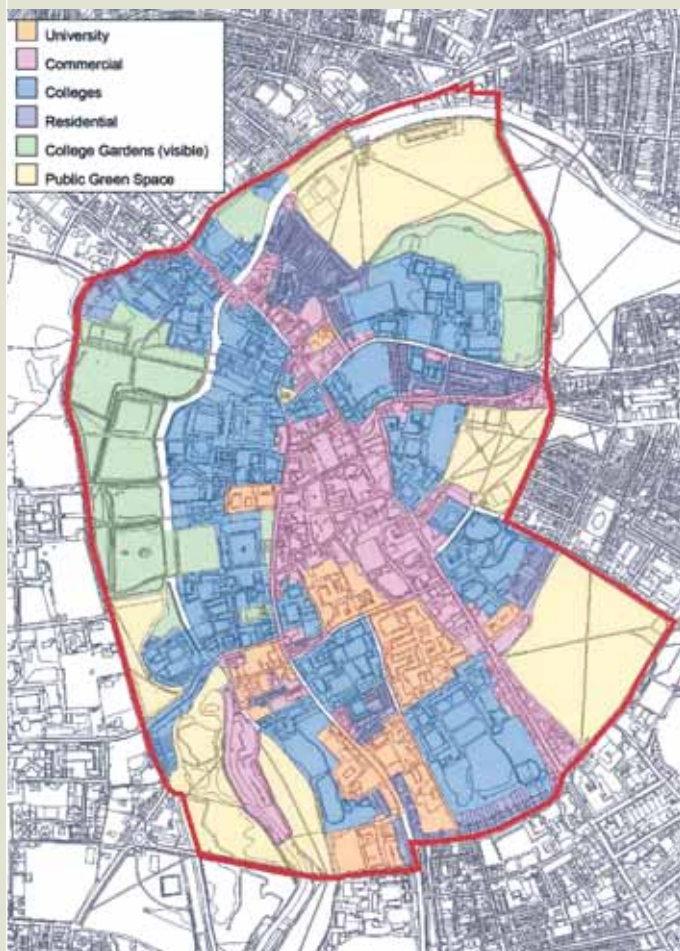 University
Commercial
Colleges
Residential
College Gardens (visible)
Public Green Space